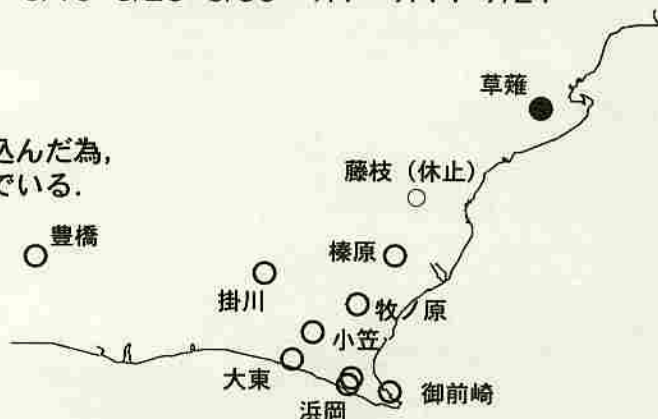 草薙
込んだ為，
でいる．
藤枝（休止）
豊橋
榛原
掛川
牧ノ原
小笠
大東
御前崎
浜岡